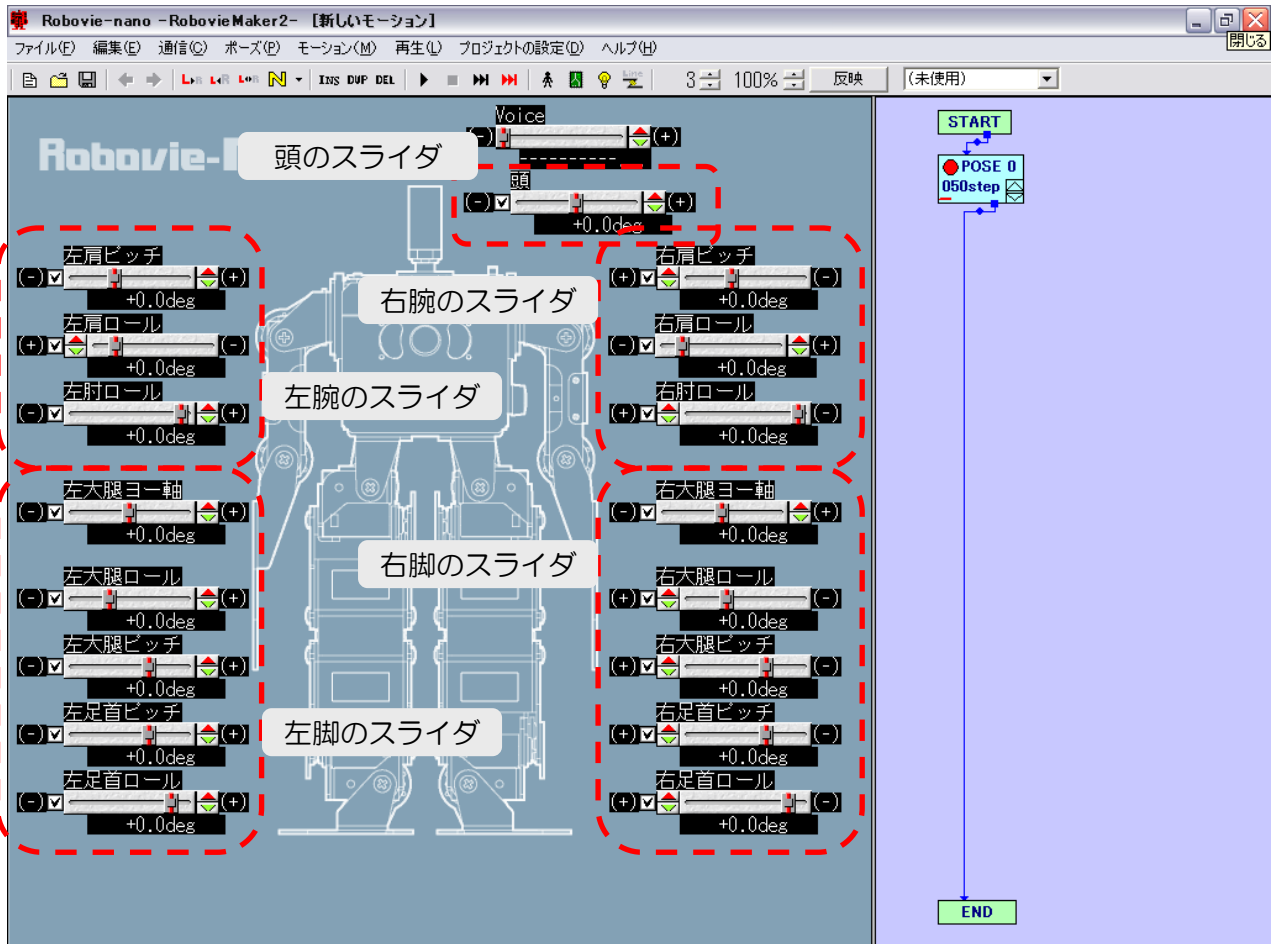 Robovie-nano -RobovieMaker2- [新しいモーション]
閉じる
ファイル(F) 編集(E) 通信(C) ポーズ(P) モーション(M) 再生(L) プロジェクトの設定(D) ヘルプ(H)
L▸R L◂R L◂▸R N INS DUP DEL 3 100% 反映 (未使用)
Voice
(-) (+)
----------
Robovie-
頭のスライダ
頭
(-) (+)
+0.0deg
左肩ピッチ
(-) (+)
+0.0deg
左肩ロール
(+) (-)
+0.0deg
左肘ロール
(-) (+)
+0.0deg
右腕のスライダ
左腕のスライダ
右肩ピッチ
(+) (-)
+0.0deg
右肩ロール
(-) (+)
+0.0deg
右肘ロール
(+) (-)
+0.0deg
左大腿ヨー軸
(-) (+)
+0.0deg
左大腿ロール
(-) (+)
+0.0deg
左大腿ピッチ
(-) (+)
+0.0deg
左足首ピッチ
(-) (+)
+0.0deg
左足首ロール
(-) (+)
+0.0deg
右脚のスライダ
左脚のスライダ
右大腿ヨー軸
(-) (+)
+0.0deg
右大腿ロール
(+) (-)
+0.0deg
右大腿ピッチ
(+) (-)
+0.0deg
右足首ピッチ
(+) (-)
+0.0deg
右足首ロール
(+) (-)
+0.0deg
START
POSE 0
050step
END